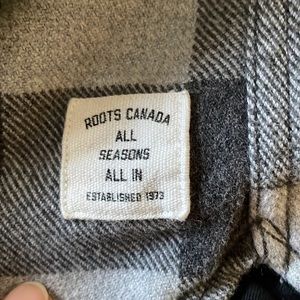 ROOTS CANADA
ALL
SEASONS
ALL IN
ESTABLISHED 1973